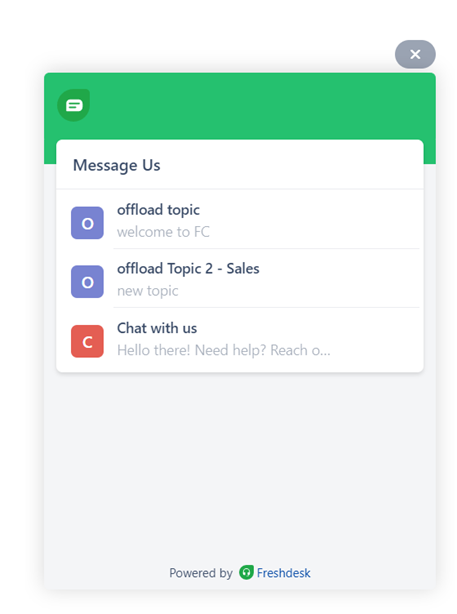 Message Us
O
offload topic
welcome to FC
O
offload Topic 2 - Sales
new topic
C
Chat with us
Hello there! Need help? Reach o...
Powered by Freshdesk